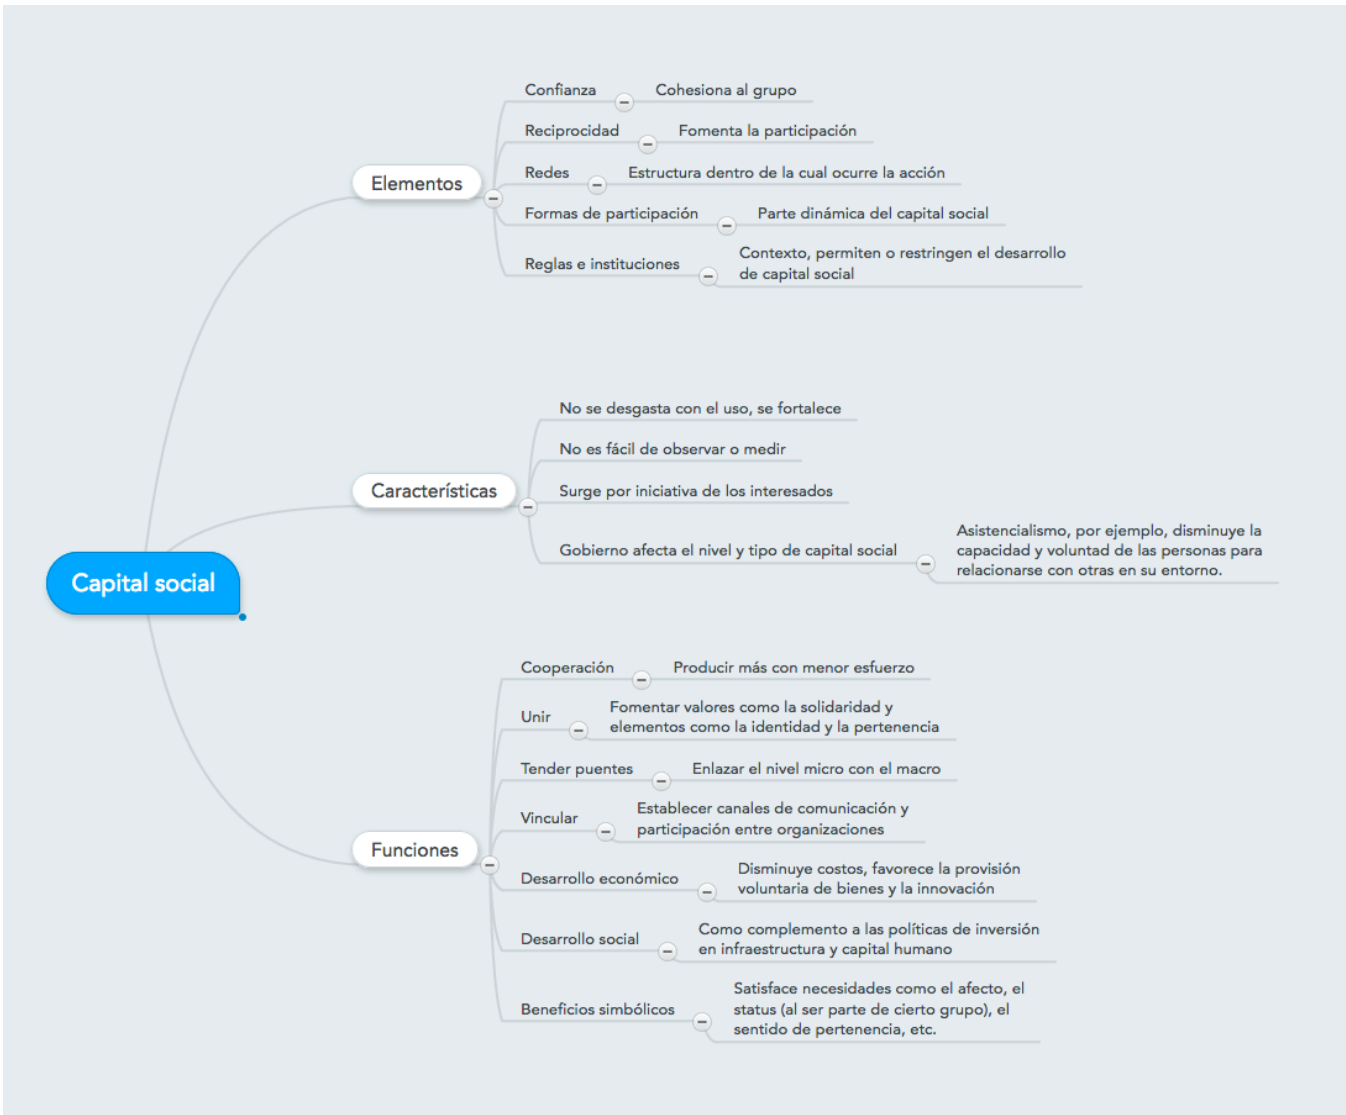 Capital social
Elementos
Confianza
Cohesiona al grupo
Reciprocidad
Fomenta la participación
Redes
Estructura dentro de la cual ocurre la acción
Formas de participación
Parte dinámica del capital social
Reglas e instituciones
Contexto, permiten o restringen el desarrollo
de capital social
Características
No se desgasta con el uso, se fortalece
No es fácil de observar o medir
Surge por iniciativa de los interesados
Gobierno afecta el nivel y tipo de capital social
Asistencialismo, por ejemplo, disminuye la
capacidad y voluntad de las personas para
relacionarse con otras en su entorno.
Funciones
Cooperación
Producir más con menor esfuerzo
Unir
Fomentar valores como la solidaridad y
elementos como la identidad y la pertenencia
Tender puentes
Enlazar el nivel micro con el macro
Vincular
Establecer canales de comunicación y
participación entre organizaciones
Desarrollo económico
Disminuye costos, favorece la provisión
voluntaria de bienes y la innovación
Desarrollo social
Como complemento a las políticas de inversión
en infraestructura y capital humano
Beneficios simbólicos
Satisface necesidades como el afecto, el
status (al ser parte de cierto grupo), el
sentido de pertenencia, etc.